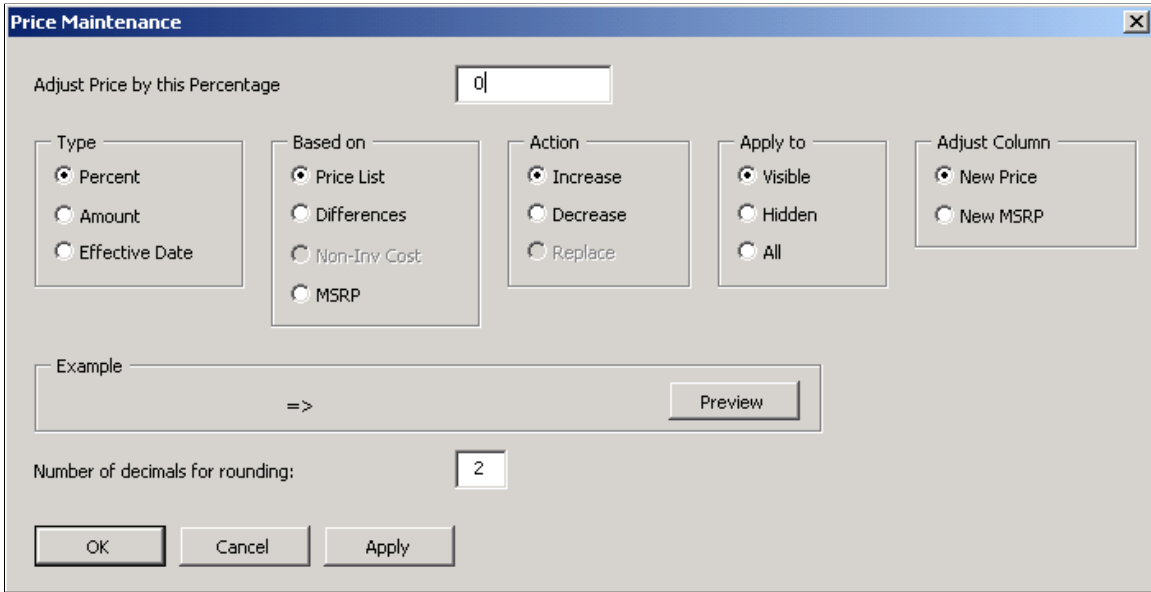 Price Maintenance
Adjust Price by this Percentage 0
Type
Percent
Amount
Effective Date
Based on
Price List
Differences
Non-Inv Cost
MSRP
Action
Increase
Decrease
Replace
Apply to
Visible
Hidden
All
Adjust Column
New Price
New MSRP
Example
=>
Preview
Number of decimals for rounding: 2
OK Cancel Apply